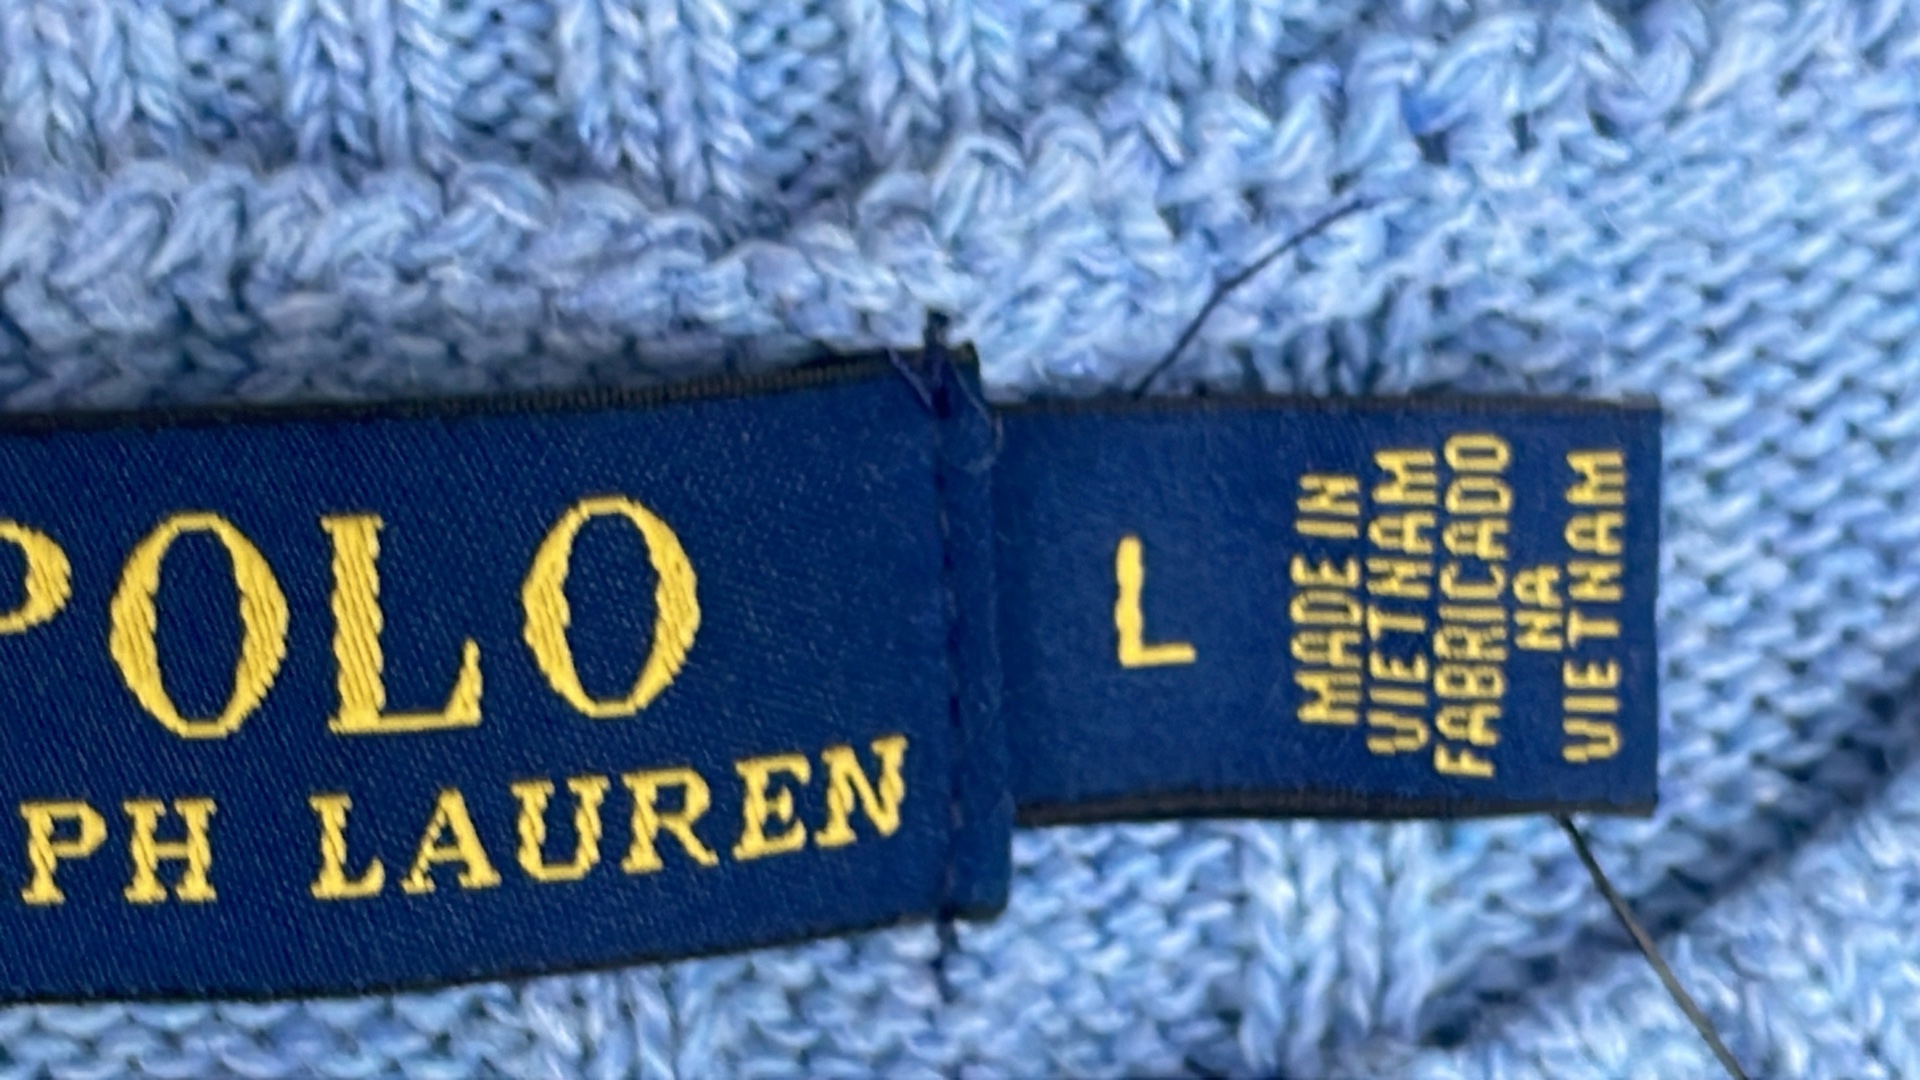 POLO
PH LAUREN
L
MADE IN
VIETNAM
FABRICADO
NA
VIETNAM